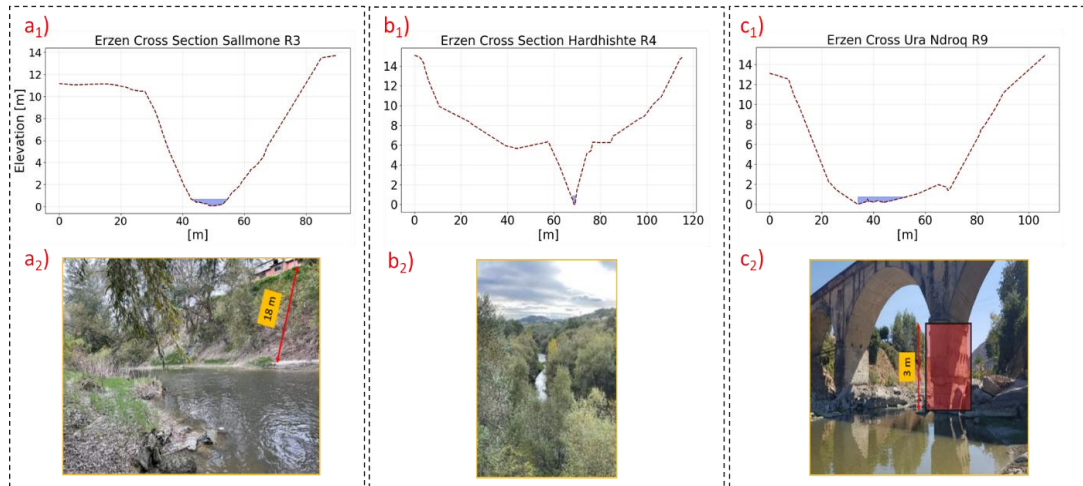 a1)
Erzen Cross Section Sallmone R3
Elevation [m]
14
12
10
8
6
4
2
0
0 20 40 60 80
[m]
b1)
Erzen Cross Section Hardhishte R4
14
12
10
8
6
4
2
0
0 20 40 60 80 100 120
[m]
c1)
Erzen Cross Ura Ndroq R9
14
12
10
8
6
4
2
0
0 20 40 60 80 100
[m]
a2)
18 m
b2)
c2)
3 m